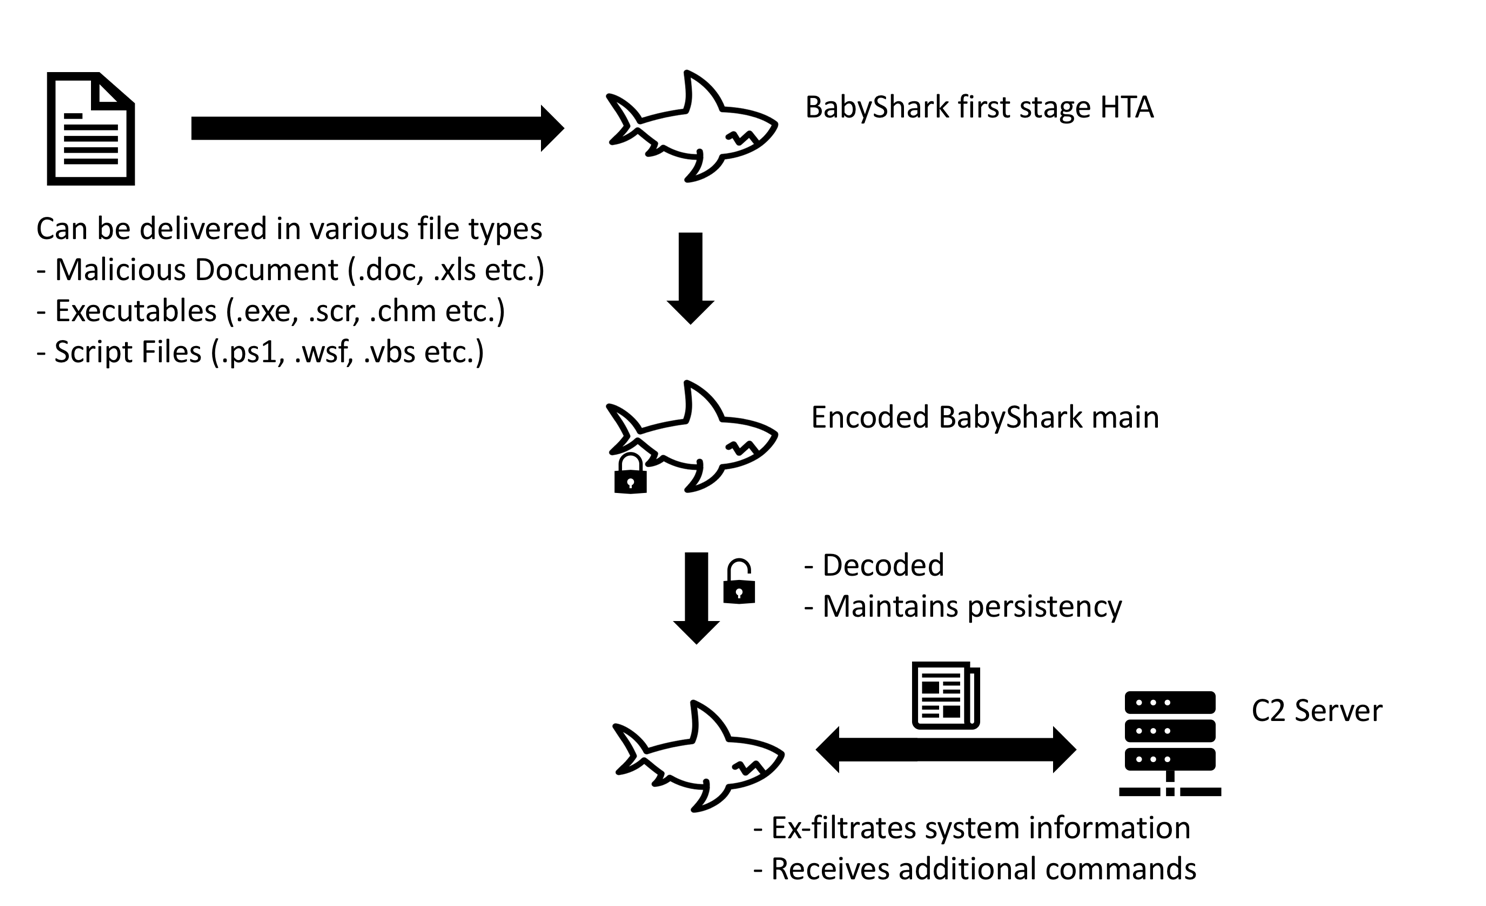 BabyShark first stage HTA
Can be delivered in various file types
- Malicious Document (.doc, .xls etc.)
- Executables (.exe, .scr, .chm etc.)
- Script Files (.ps1, .wsf, .vbs etc.)
Encoded BabyShark main
- Decoded
- Maintains persistency
C2 Server
- Ex-filtrates system information
- Receives additional commands